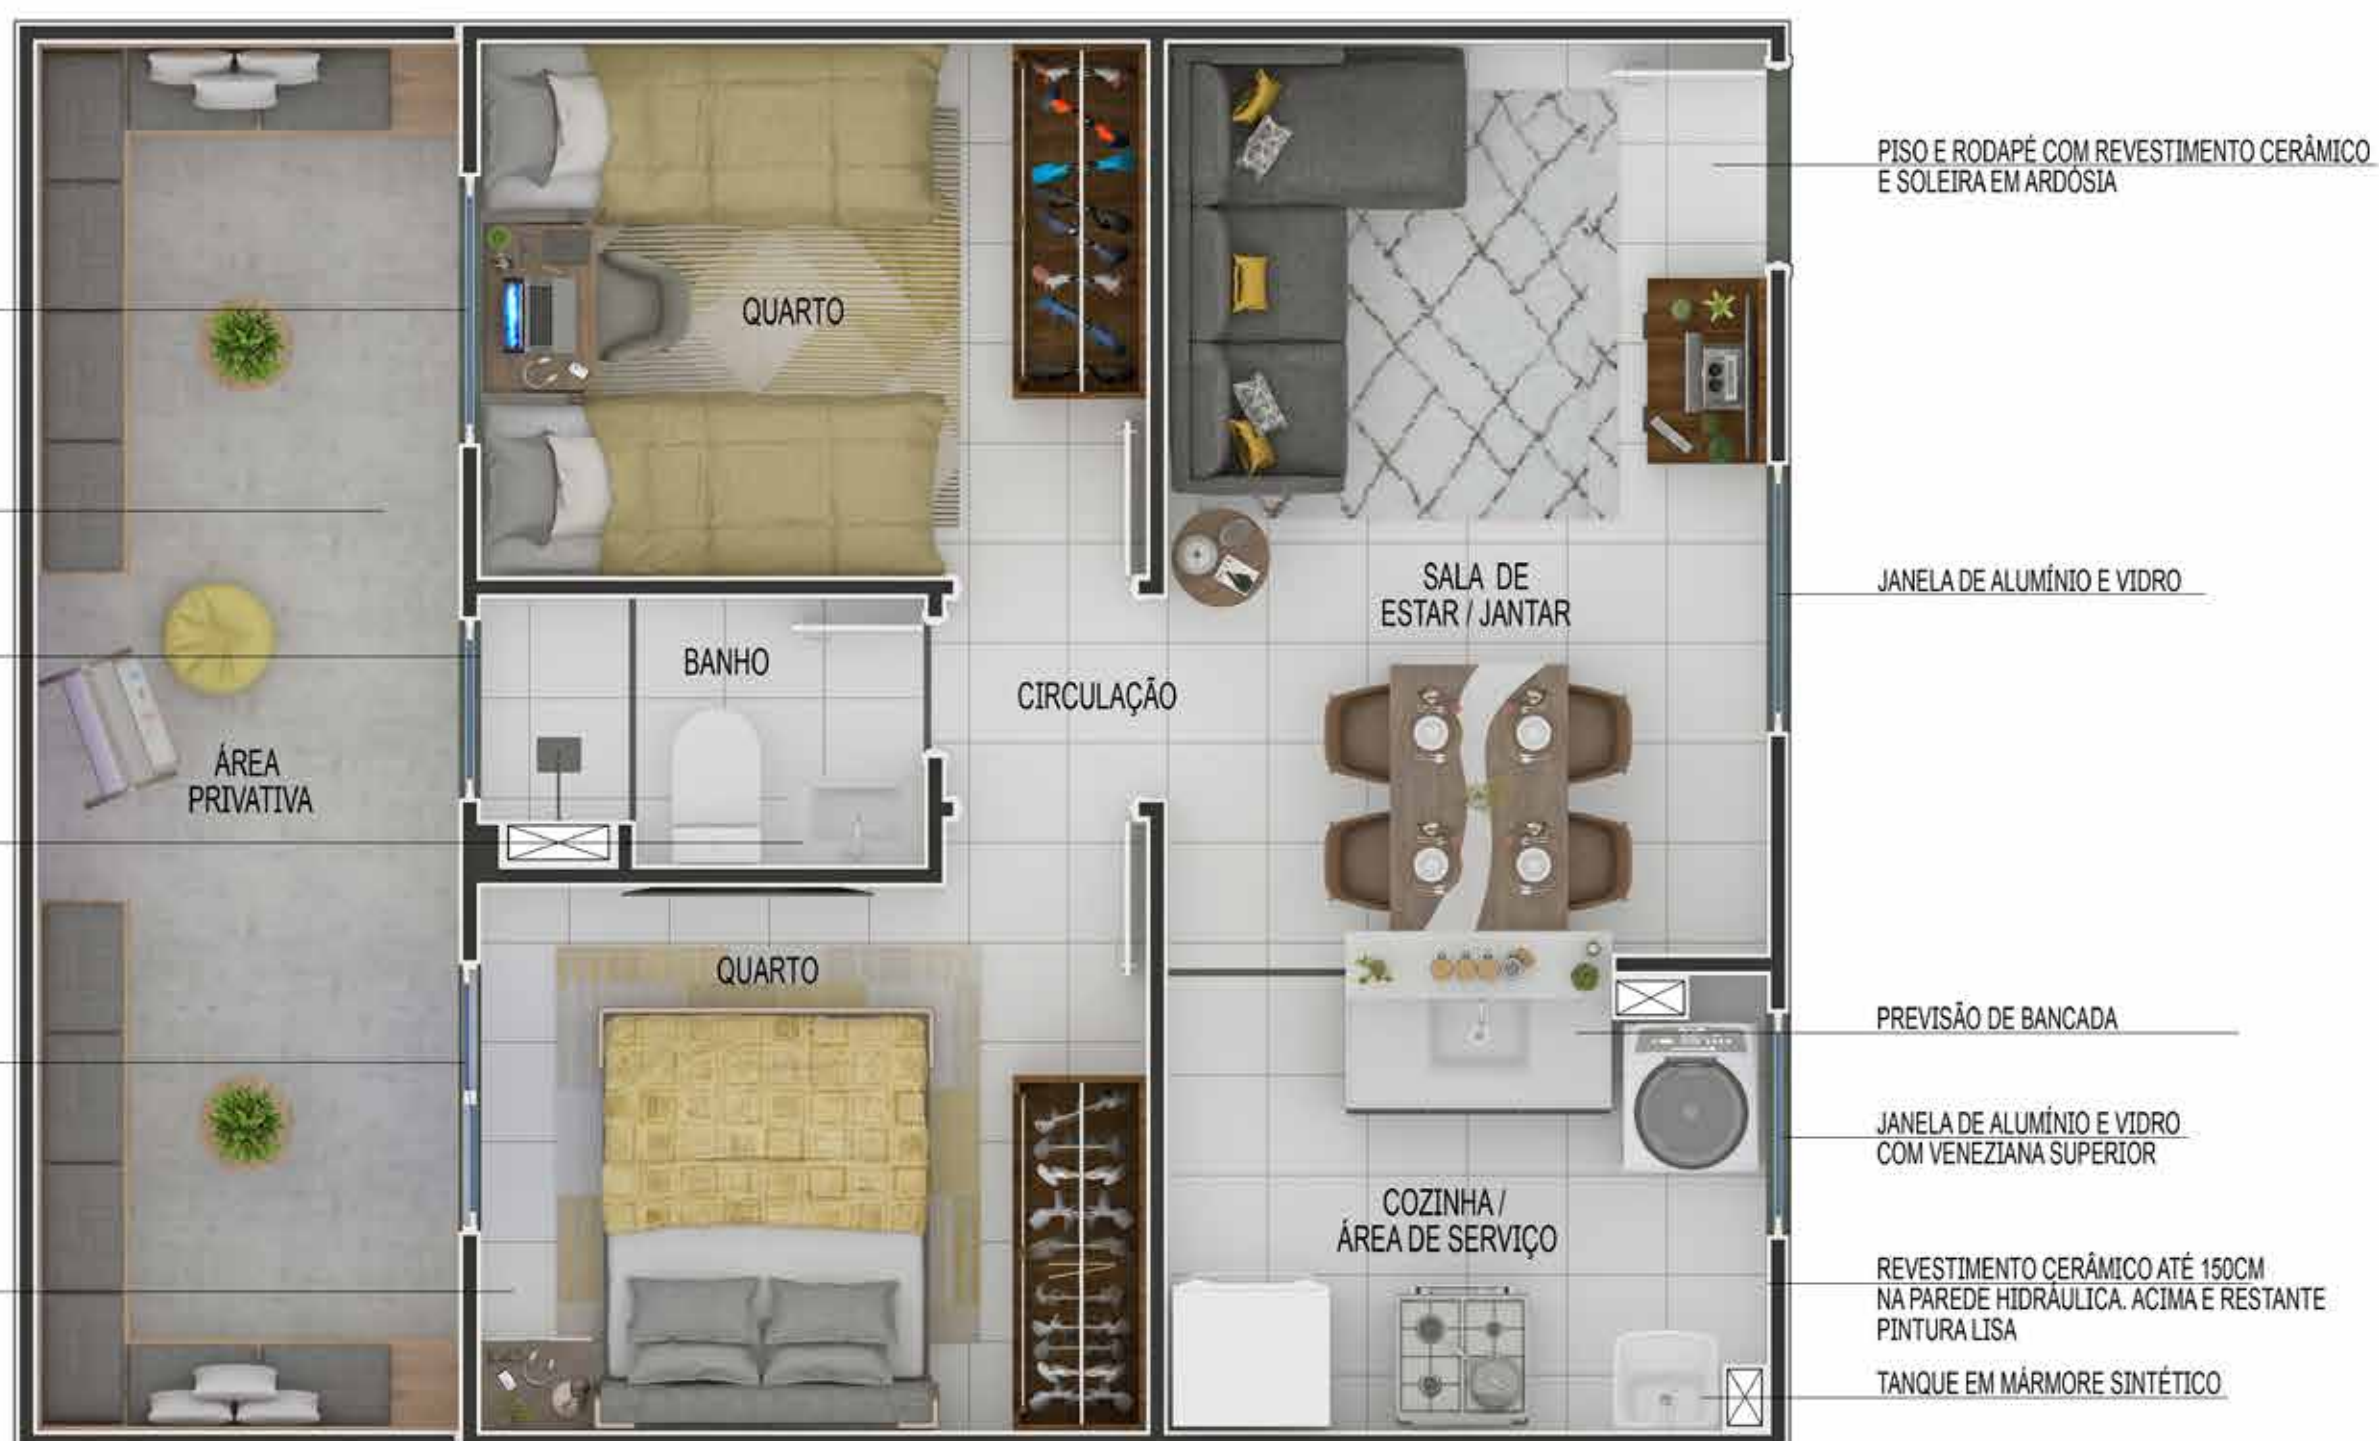 PISO E RODAPÉ COM REVESTIMENTO CERÂMICO
E SOLEIRA EM ARDÓSIA
QUARTO
JANELA DE ALUMÍNIO E VIDRO
SALA DE
ESTAR / JANTAR
BANHO
CIRCULAÇÃO
ÁREA
PRIVATIVA
QUARTO
PREVISÃO DE BANCADA
JANELA DE ALUMÍNIO E VIDRO
COM VENEZIANA SUPERIOR
COZINHA /
ÁREA DE SERVIÇO
REVESTIMENTO CERÂMICO ATÉ 150CM
NA PAREDE HIDRÁULICA. ACIMA E RESTANTE
PINTURA LISA
TANQUE EM MÁRMORE SINTÉTICO